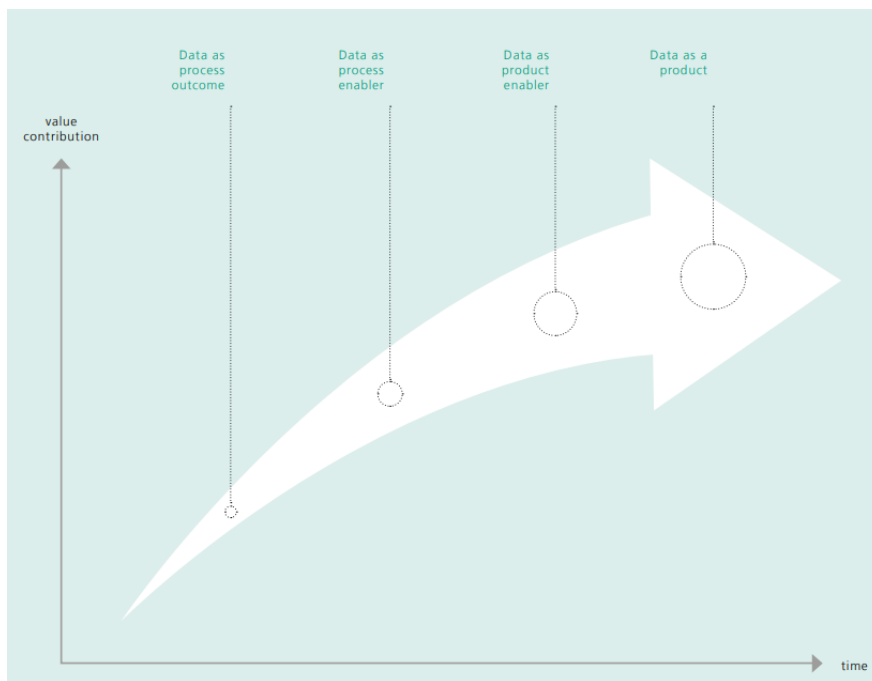 Data as
process
outcome
Data as
process
enabler
Data as
product
enabler
Data as a
product
value
contribution
time